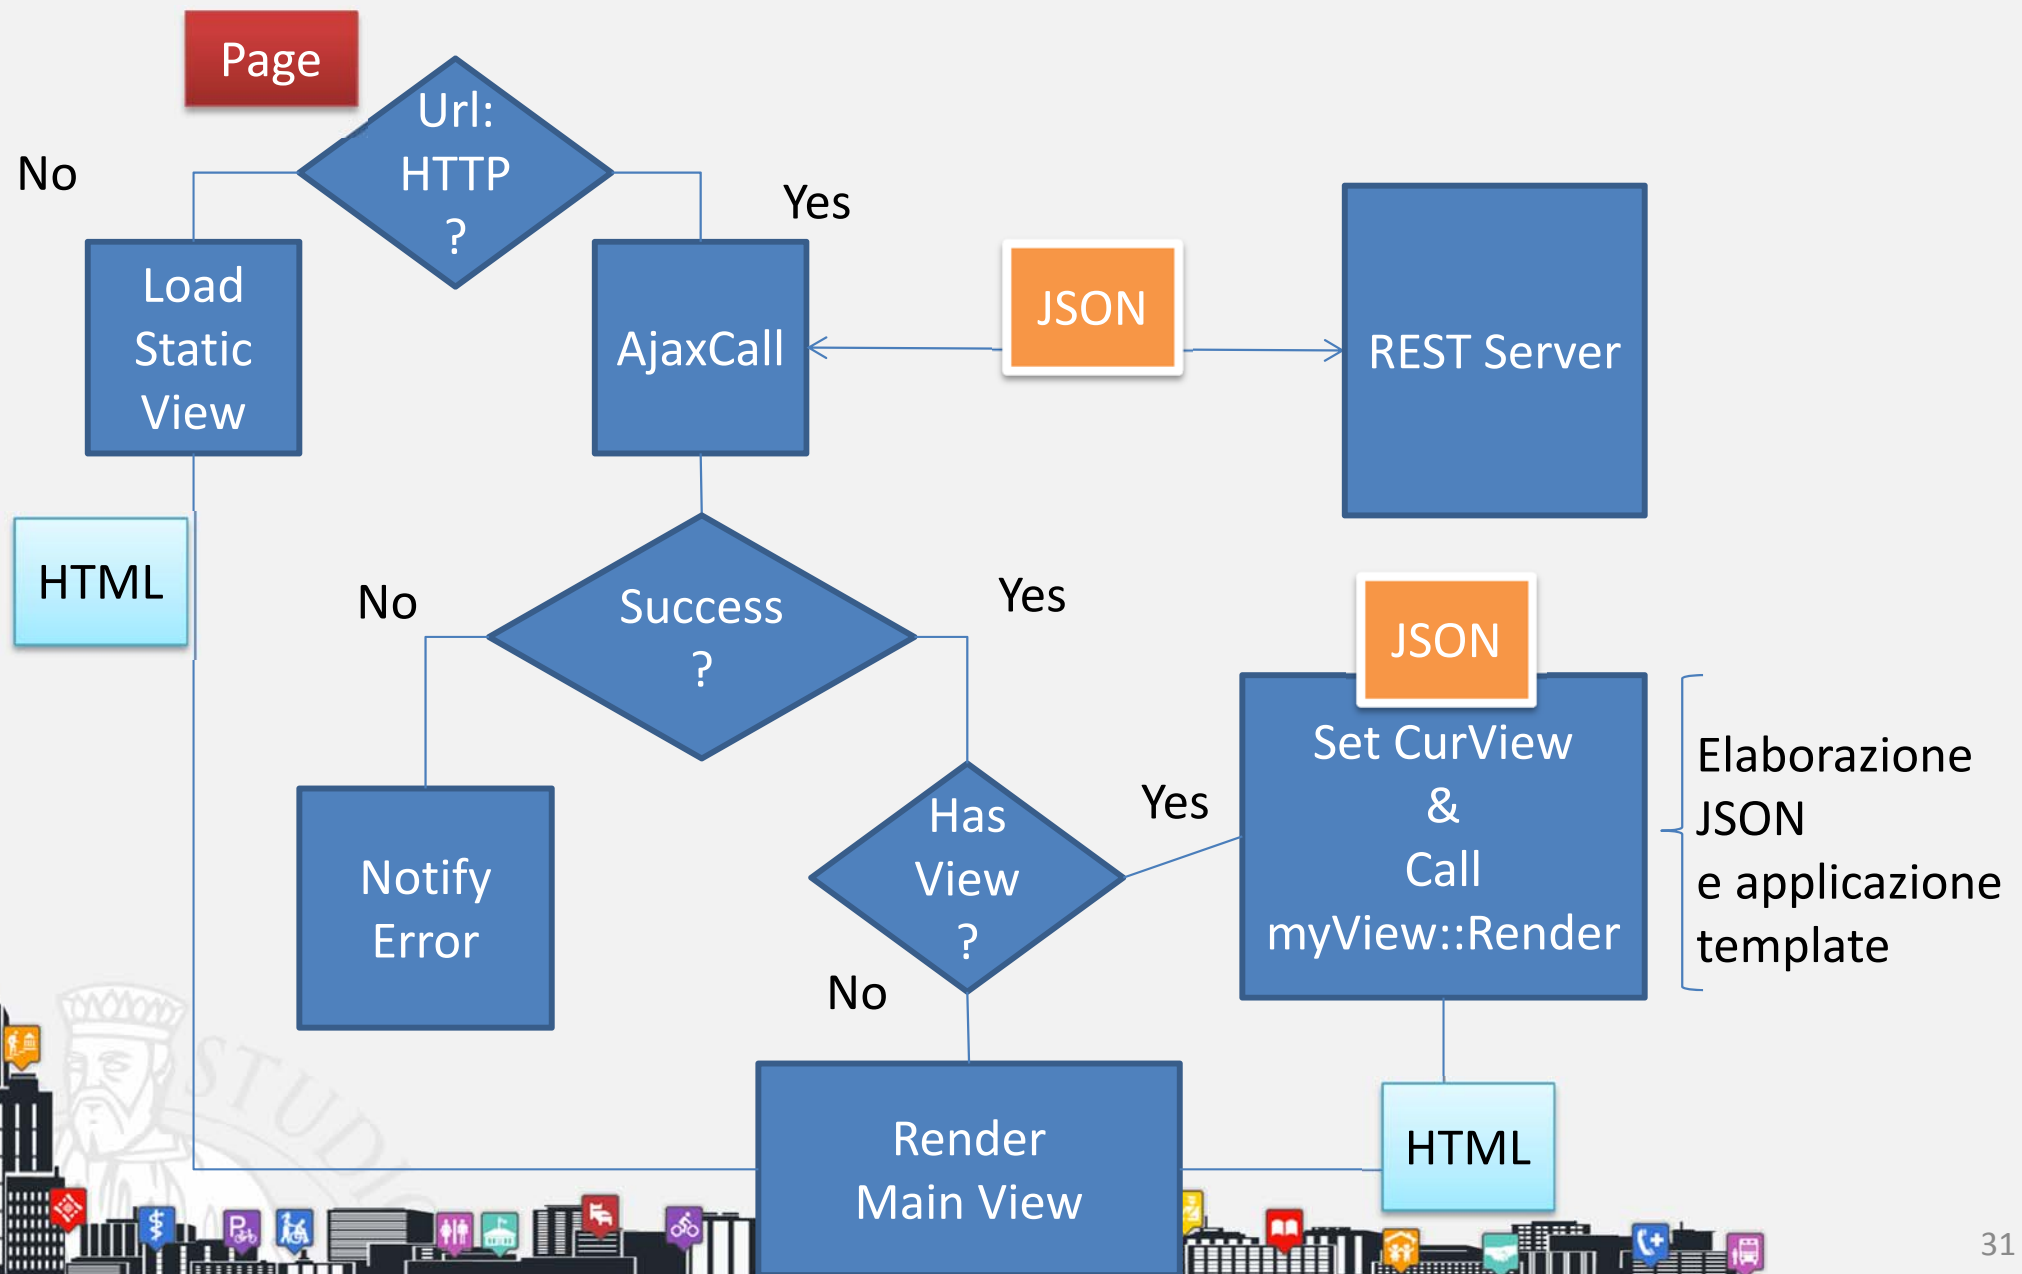 Page
Url:
HTTP
?
No
Yes
Load
Static
View
AjaxCall
JSON
REST Server
HTML
No
Success
?
Yes
JSON
Notify
Error
Has
View
?
Yes
No
Set CurView
&
Call
myView::Render
Elaborazione
JSON
e applicazione
template
Render
Main View
HTML
STUDIO
31